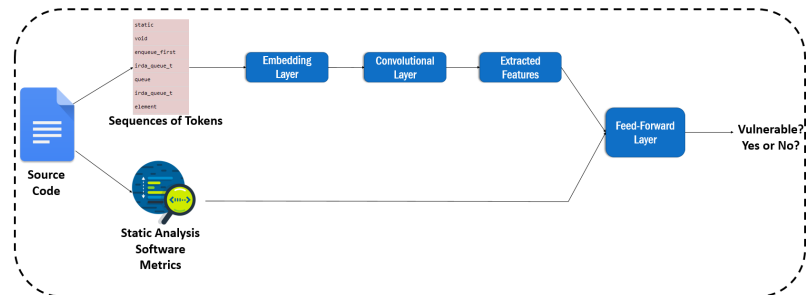 static
void
enqueue_first
irda_queue_t
queue
irda_queue_t
element
Sequences of Tokens
Embedding
Layer
Convolutional
Layer
Extracted
Features
Feed-Forward
Layer
Vulnerable?
Yes or No?
Source
Code
Static Analysis
Software
Metrics